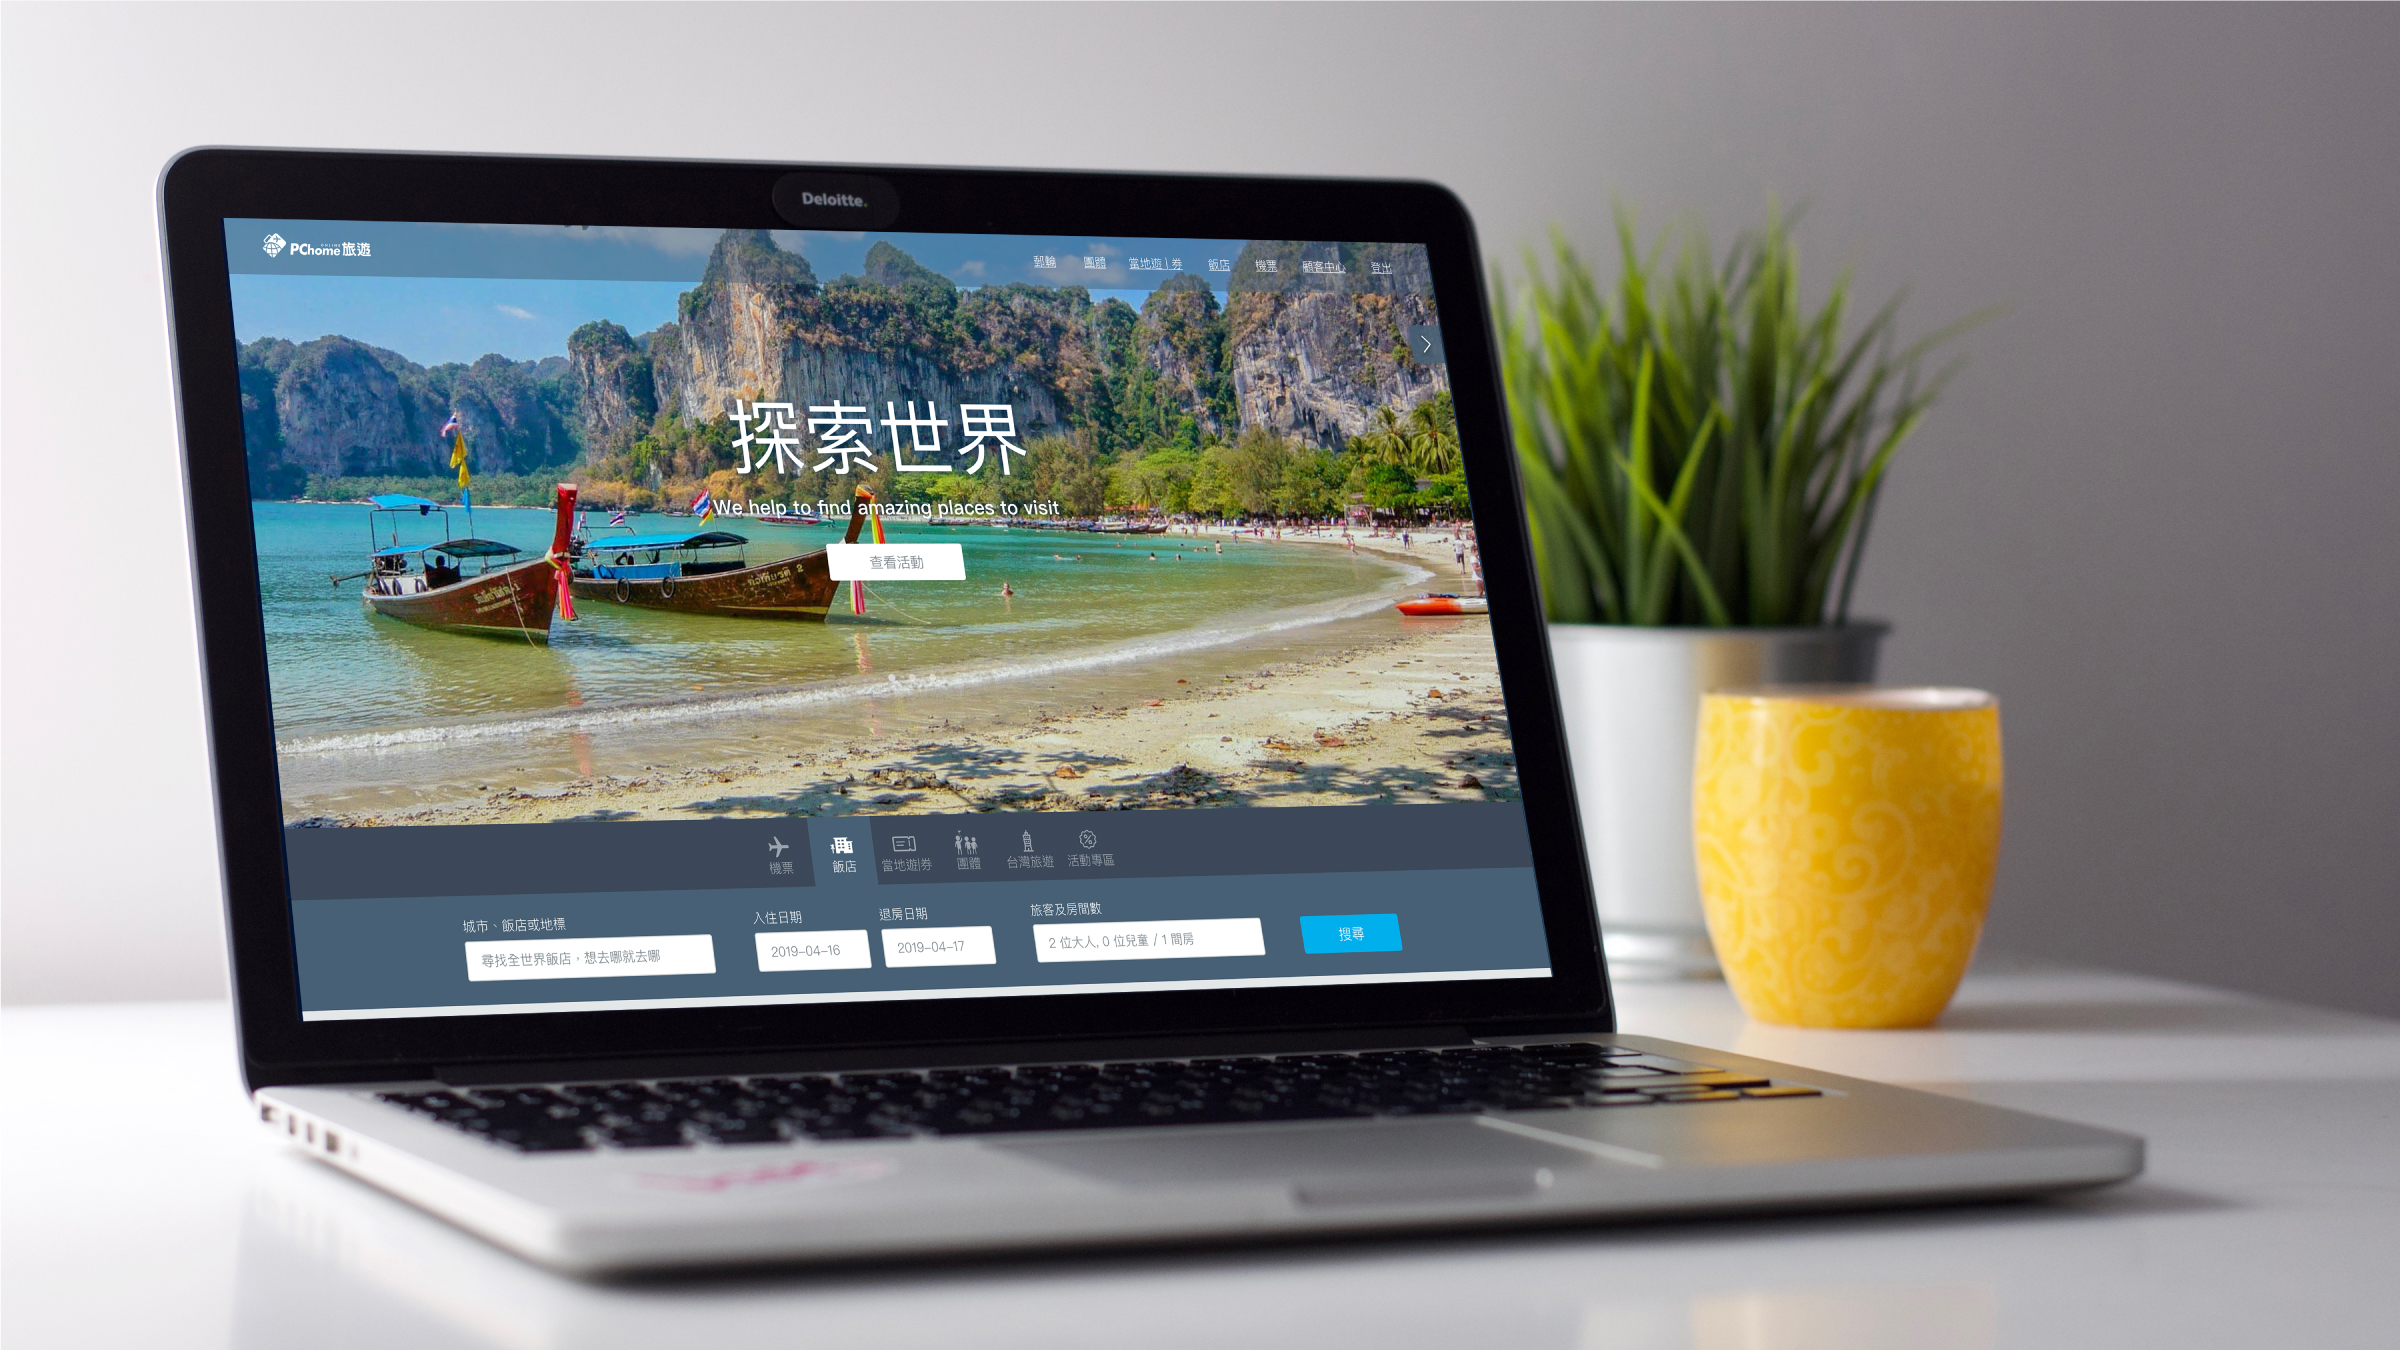 Deloitte.
PChome 旅遊
郵輪 團體 當地遊 | 券 飯店 機票 顧客中心 登出
探索世界
We help to find amazing places to visit
查看活動
機票 飯店 當地遊|券 團體 台灣旅遊 活動專區
城市、飯店或地標 入住日期 退房日期 旅客及房間數
尋找全世界飯店，想去哪就去哪 2019-04-16 2019-04-17 2 位大人, 0 位兒童 / 1 間房 搜尋